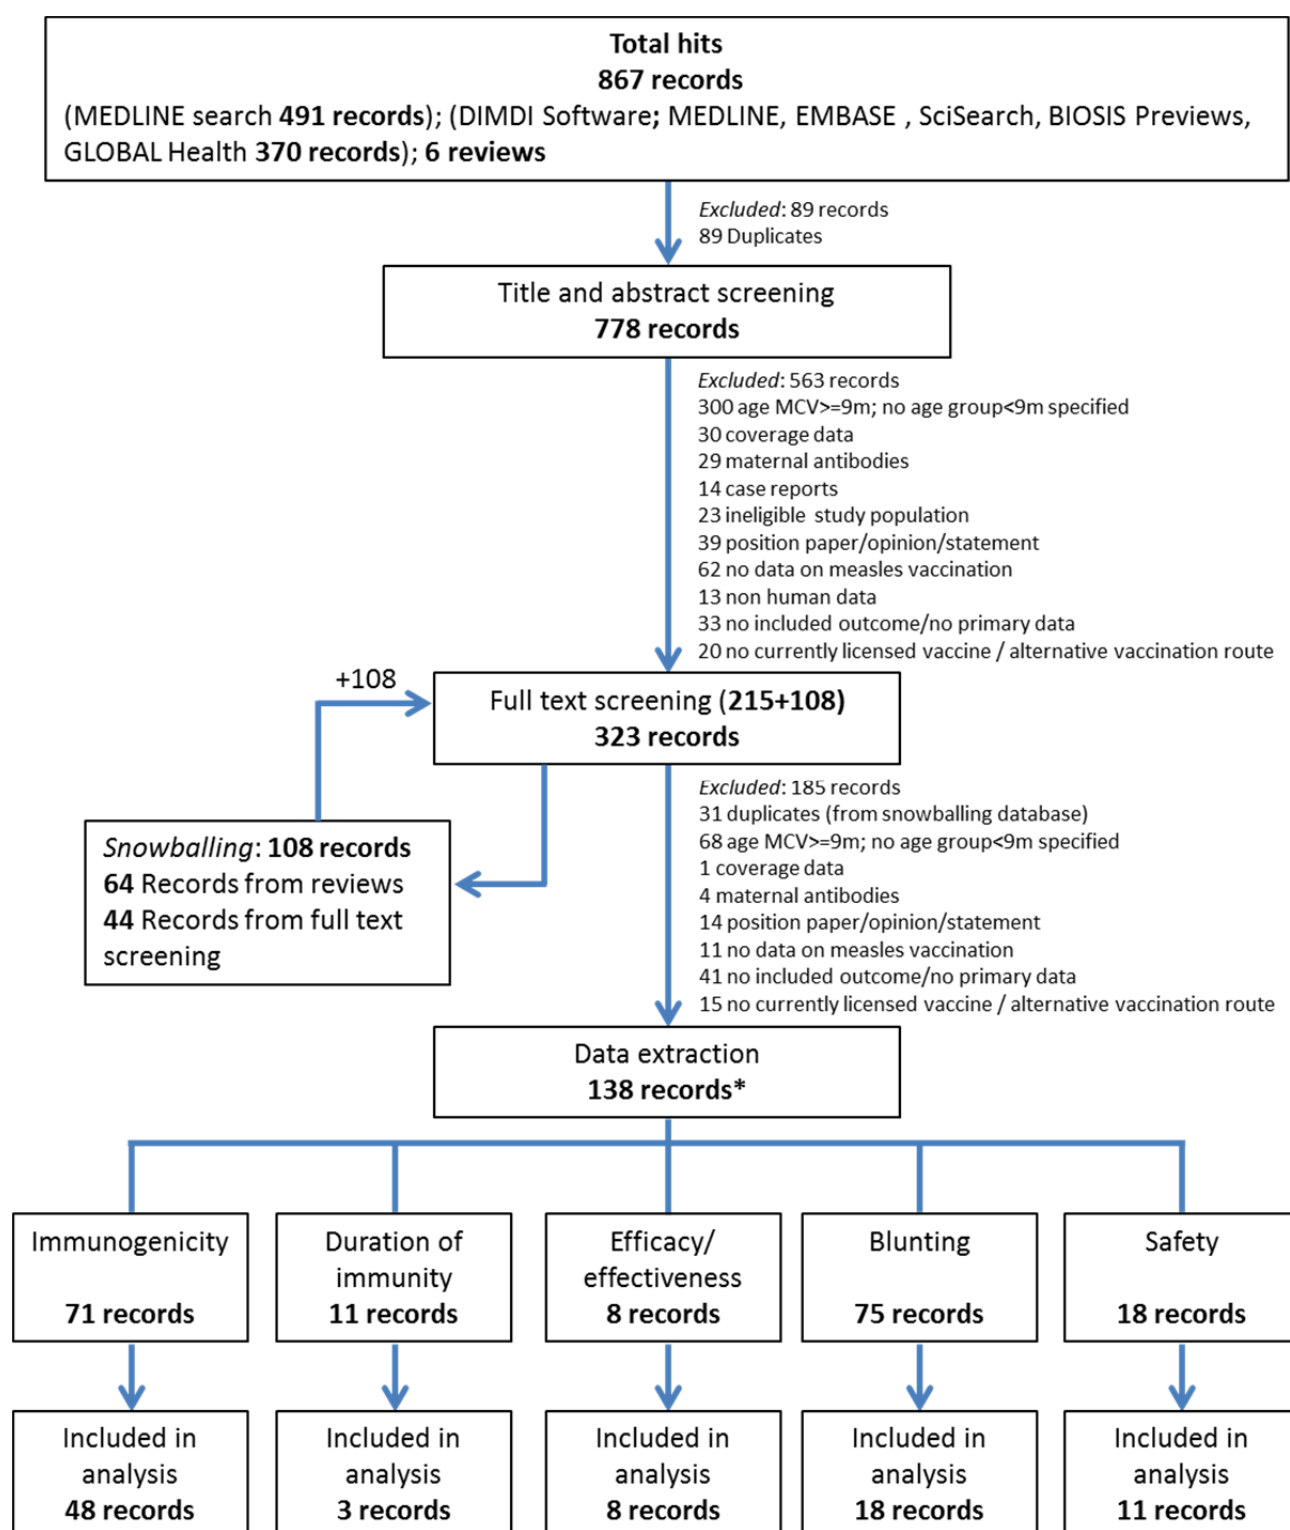 Total hits
867 records
(MEDLINE search 491 records); (DIMDI Software; MEDLINE, EMBASE , SciSearch, BIOSIS Previews,
GLOBAL Health 370 records); 6 reviews
Excluded: 89 records
89 Duplicates
Title and abstract screening
778 records
Excluded: 563 records
300 age MCV>=9m; no age group<9m specified
30 coverage data
29 maternal antibodies
14 case reports
23 ineligible study population
39 position paper/opinion/statement
62 no data on measles vaccination
13 non human data
33 no included outcome/no primary data
20 no currently licensed vaccine / alternative vaccination route
+108
Full text screening (215+108)
323 records
Snowballing: 108 records
64 Records from reviews
44 Records from full text
screening
Excluded: 185 records
31 duplicates (from snowballing database)
68 age MCV>=9m; no age group<9m specified
1 coverage data
4 maternal antibodies
14 position paper/opinion/statement
11 no data on measles vaccination
41 no included outcome/no primary data
15 no currently licensed vaccine / alternative vaccination route
Data extraction
138 records*
Immunogenicity
71 records
Duration of
immunity
11 records
Efficacy/
effectiveness
8 records
Blunting
75 records
Safety
18 records
Included in
analysis
48 records
Included in
analysis
3 records
Included in
analysis
8 records
Included in
analysis
18 records
Included in
analysis
11 records